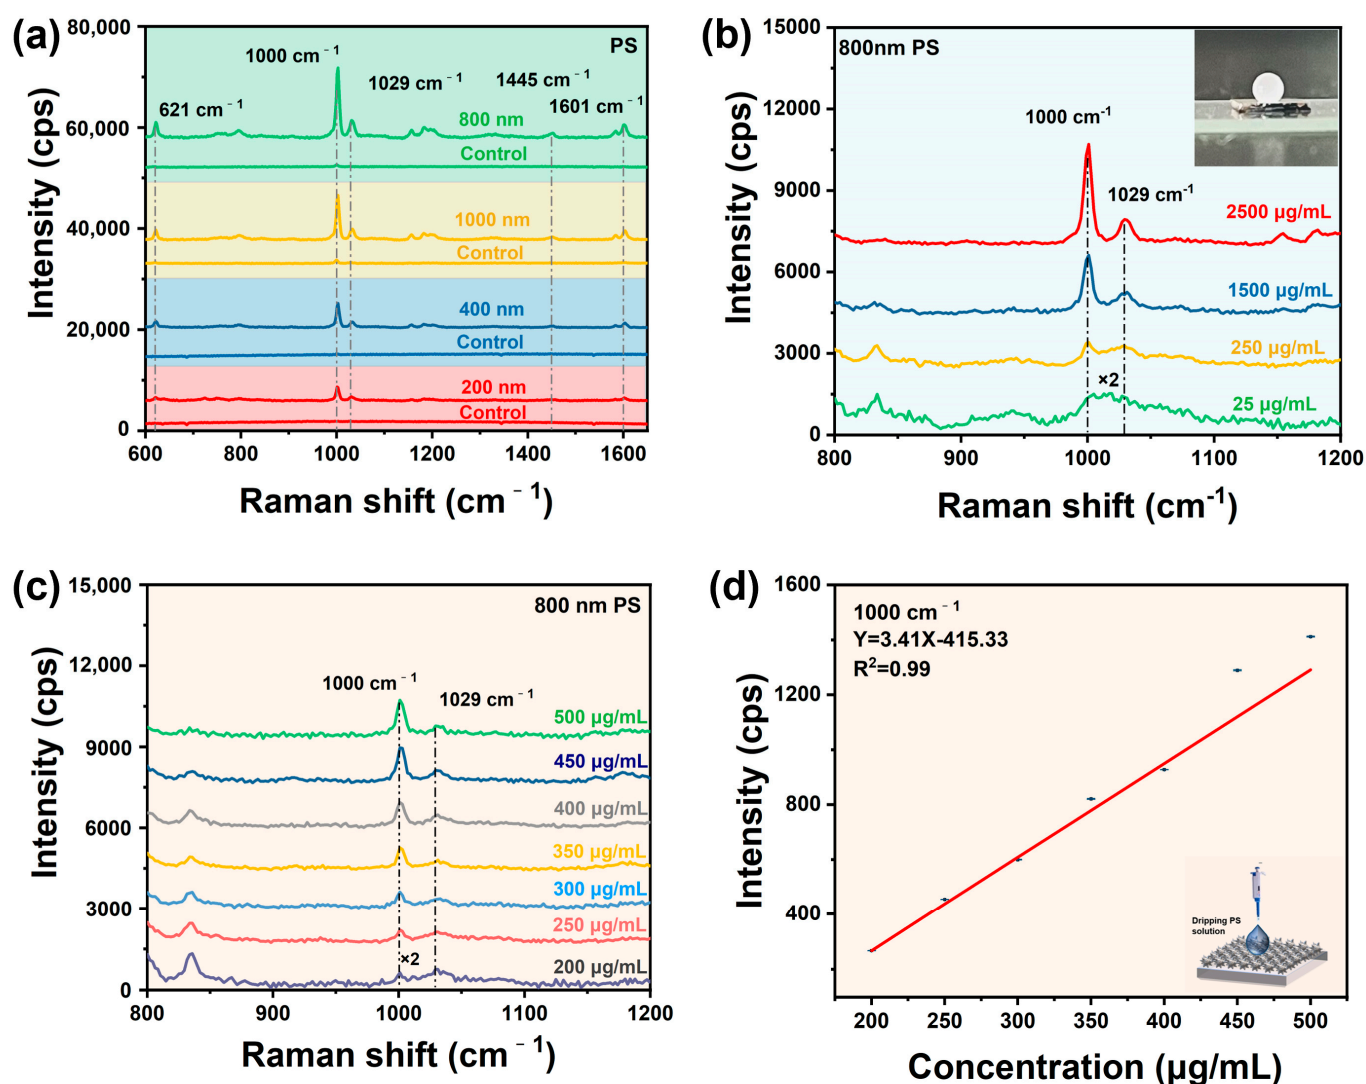 (a)
80,000
60,000
40,000
20,000
0
Intensity (cps)
PS
1000 cm⁻¹
1029 cm⁻¹
1445 cm⁻¹
1601 cm⁻¹
621 cm⁻¹
800 nm
Control
1000 nm
Control
400 nm
Control
200 nm
Control
600
800
1000
1200
1400
1600
Raman shift (cm⁻¹)
(b)
15000
12000
9000
6000
3000
0
Intensity (cps)
800nm PS
1000 cm⁻¹
1029 cm⁻¹
2500 µg/mL
1500 µg/mL
250 µg/mL
×2
25 µg/mL
800
900
1000
1100
1200
Raman shift (cm⁻¹)
(c)
15,000
12,000
9000
6000
3000
0
Intensity (cps)
800 nm PS
1000 cm⁻¹
1029 cm⁻¹
500 µg/mL
450 µg/mL
400 µg/mL
350 µg/mL
300 µg/mL
250 µg/mL
×2
200 µg/mL
800
900
1000
1100
1200
Raman shift (cm⁻¹)
(d)
1600
1200
800
400
Intensity (cps)
1000 cm⁻¹
Y=3.41X-415.33
R²=0.99
Dripping PS
solution
200
250
300
350
400
450
500
Concentration (µg/mL)